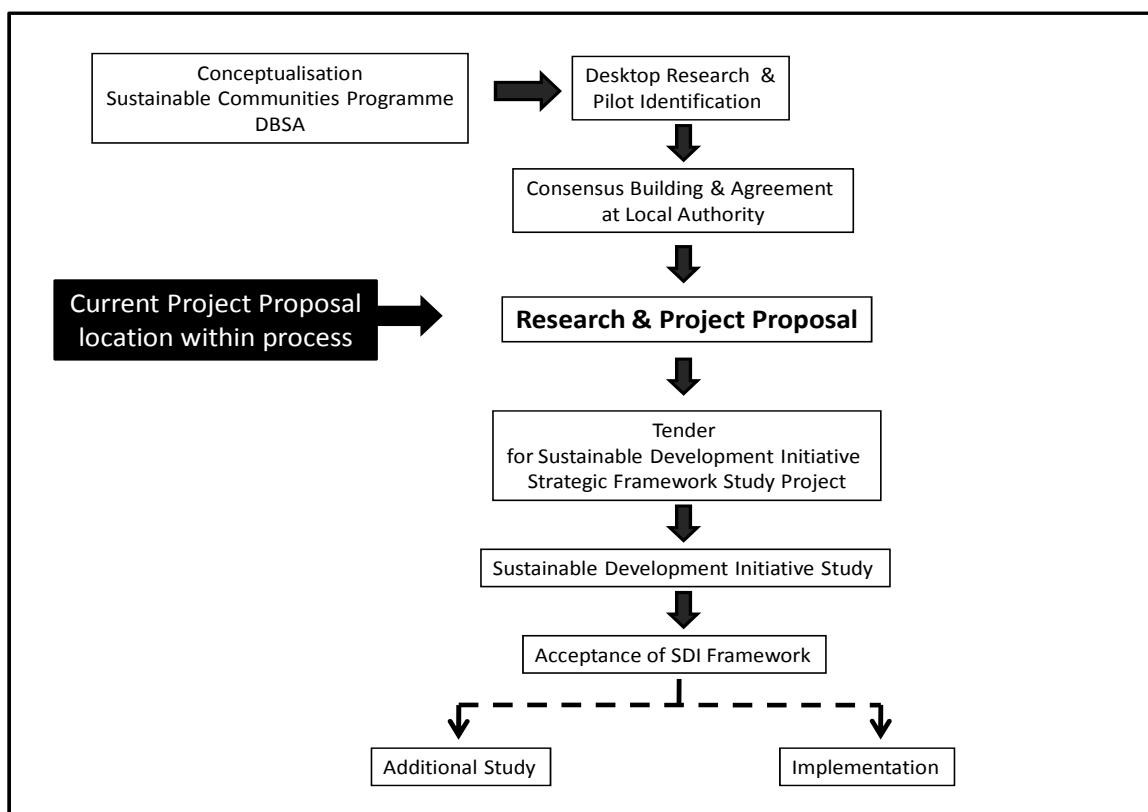 Conceptualisation
Sustainable Communities Programme
DBSA
Desktop Research &
Pilot Identification
Consensus Building & Agreement
at Local Authority
Current Project Proposal
location within process
Research & Project Proposal
Tender
for Sustainable Development Initiative
Strategic Framework Study Project
Sustainable Development Initiative Study
Acceptance of SDI Framework
Additional Study
Implementation